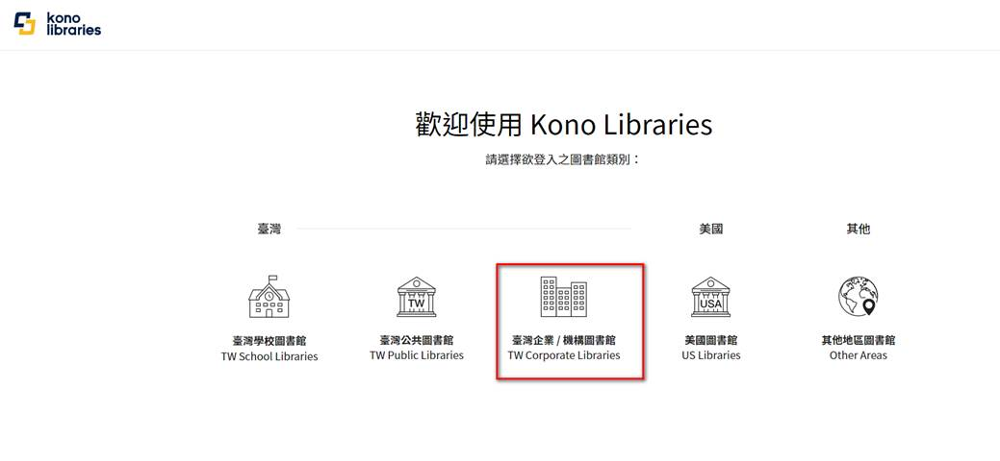 kono
libraries
歡迎使用 Kono Libraries
請選擇欲登入之圖書館類別：
臺灣
美國
其他
TW
USA
臺灣學校圖書館
TW School Libraries
臺灣公共圖書館
TW Public Libraries
臺灣企業 / 機構圖書館
TW Corporate Libraries
美國圖書館
US Libraries
其他地區圖書館
Other Areas